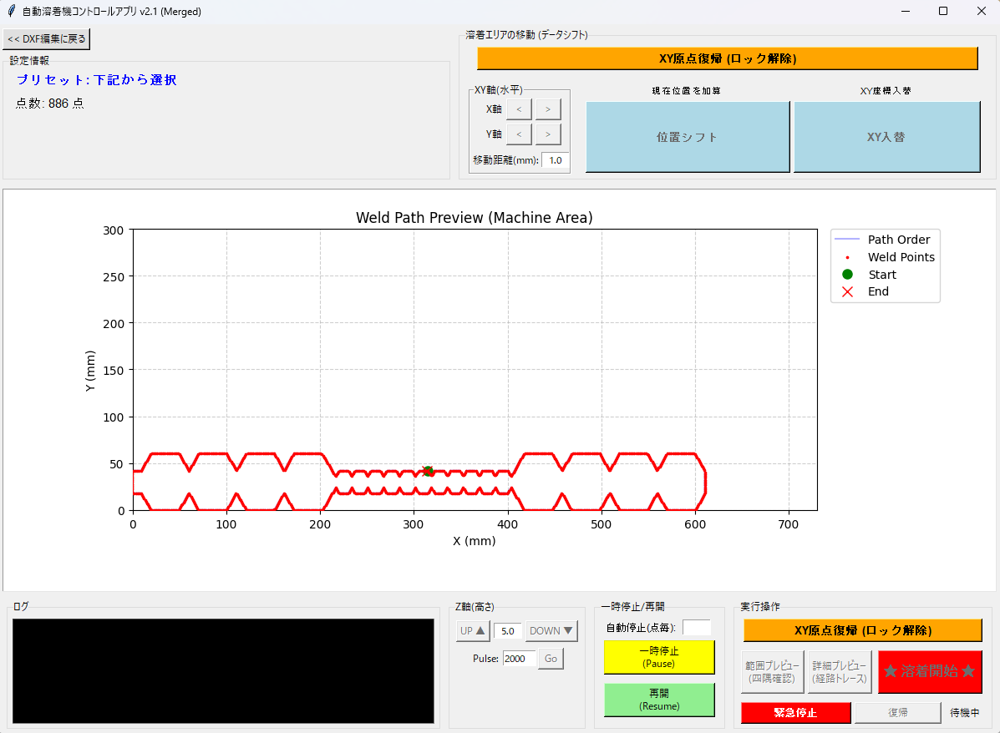 自動溶着機コントロールアプリ v2.1 (Merged)
<< DXF編集に戻る
設定情報
プリセット: 下記から選択
点数: 886 点
溶着エリアの移動 (データシフト)
XY原点復帰 (ロック解除)
XY軸(水平)
X軸 < >
Y軸 < >
移動距離(mm): 1.0
現在位置を加算
位置シフト
XY座標入替
XY入替
Weld Path Preview (Machine Area)
300
250
200
150
100
50
0
Y (mm)
0 100 200 300 400 500 600 700
X (mm)
Path Order
Weld Points
Start
End
ログ
Z軸(高さ)
UP ▲ 5.0 DOWN ▼
Pulse: 2000 Go
一時停止/再開
自動停止(点毎):
一時停止
(Pause)
再開
(Resume)
実行操作
XY原点復帰 (ロック解除)
範囲プレビュー
(四隅確認)
詳細プレビュー
(経路トレース)
★ 溶着開始 ★
緊急停止
復帰
待機中